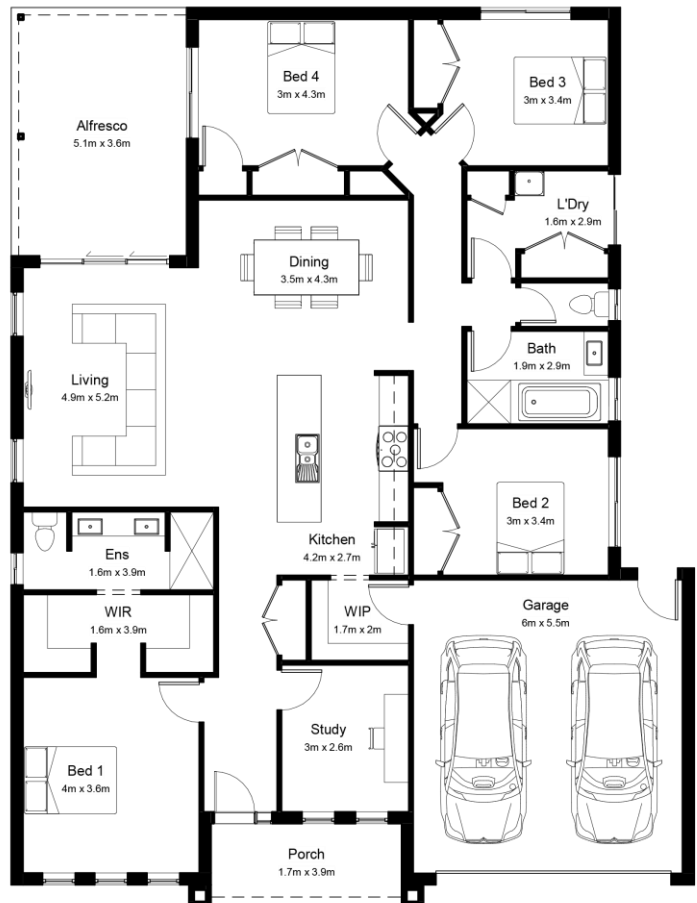 Bed 4
3m x 4.3m
Bed 3
3m x 3.4m
Alfresco
5.1m x 3.6m
L'Dry
1.6m x 2.9m
Dining
3.5m x 4.3m
Bath
1.9m x 2.9m
Living
4.9m x 5.2m
Bed 2
3m x 3.4m
Kitchen
4.2m x 2.7m
Ens
1.6m x 3.9m
WIR
1.6m x 3.9m
WIP
1.7m x 2m
Garage
6m x 5.5m
Study
3m x 2.6m
Bed 1
4m x 3.6m
Porch
1.7m x 3.9m